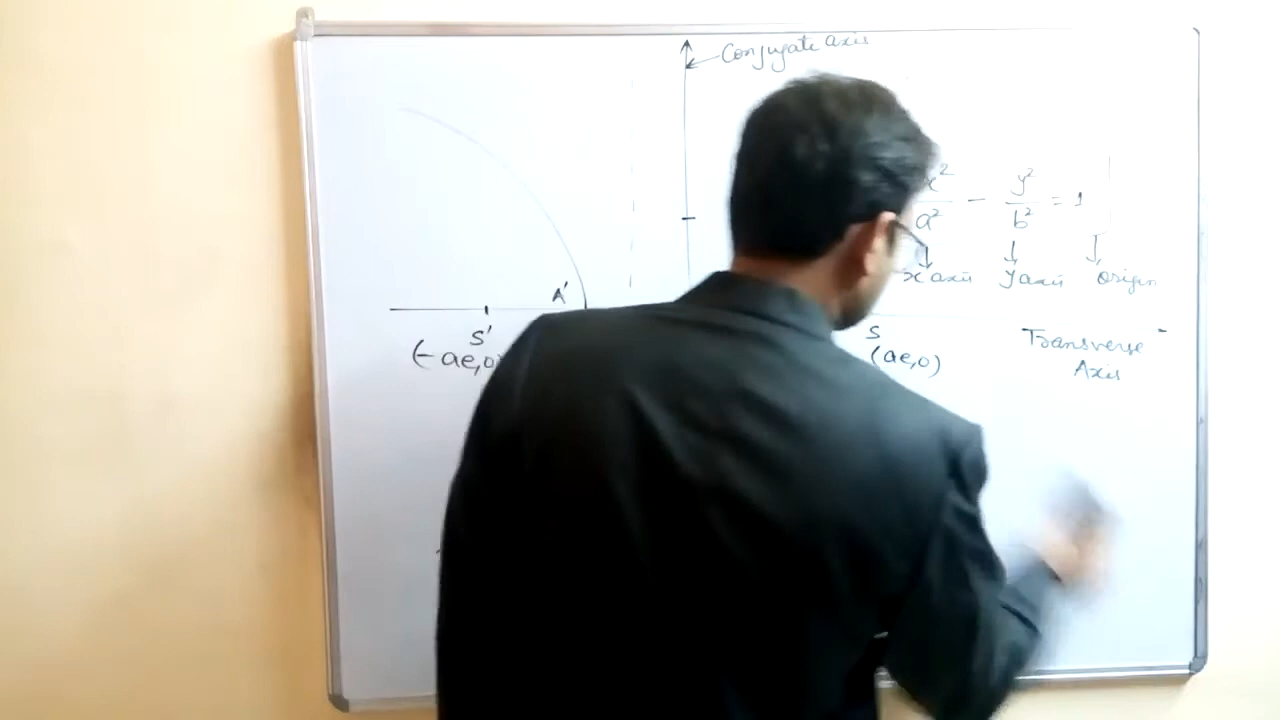 Conjugate axis
x²/a² - y²/b² = 1
x axis y axis origin
A'
S' S
(-ae,0) (ae,0)
Transverse
Axis